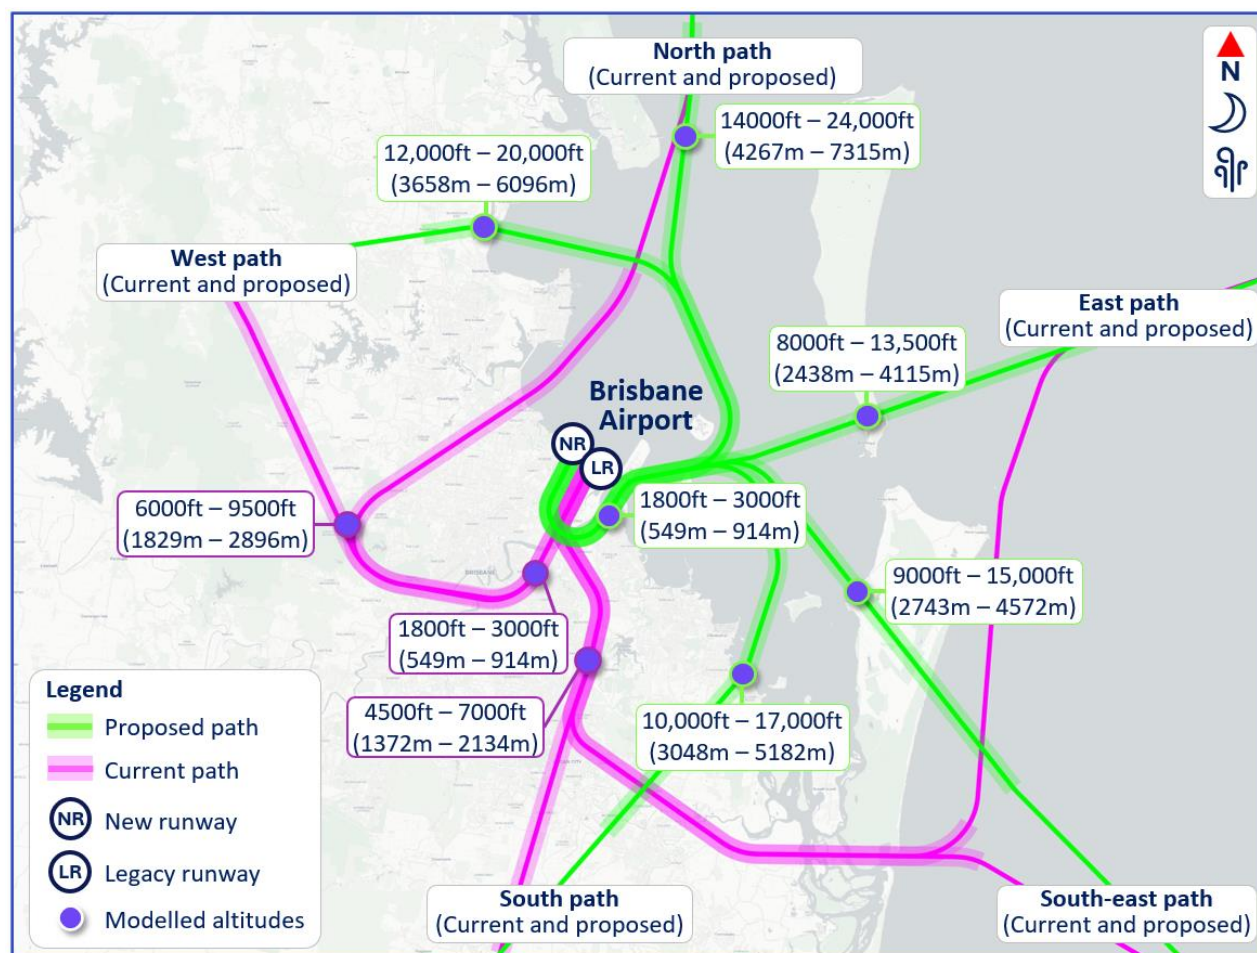 North path
(Current and proposed)
N
14000ft – 24,000ft
(4267m – 7315m)
12,000ft – 20,000ft
(3658m – 6096m)
West path
(Current and proposed)
East path
(Current and proposed)
8000ft – 13,500ft
(2438m – 4115m)
Brisbane
Airport
NR
LR
6000ft – 9500ft
(1829m – 2896m)
1800ft – 3000ft
(549m – 914m)
BRISBANE
9000ft – 15,000ft
(2743m – 4572m)
1800ft – 3000ft
(549m – 914m)
4500ft – 7000ft
(1372m – 2134m)
10,000ft – 17,000ft
(3048m – 5182m)
Legend
Proposed path
Current path
NR New runway
LR Legacy runway
Modelled altitudes
South path
(Current and proposed)
South-east path
(Current and proposed)